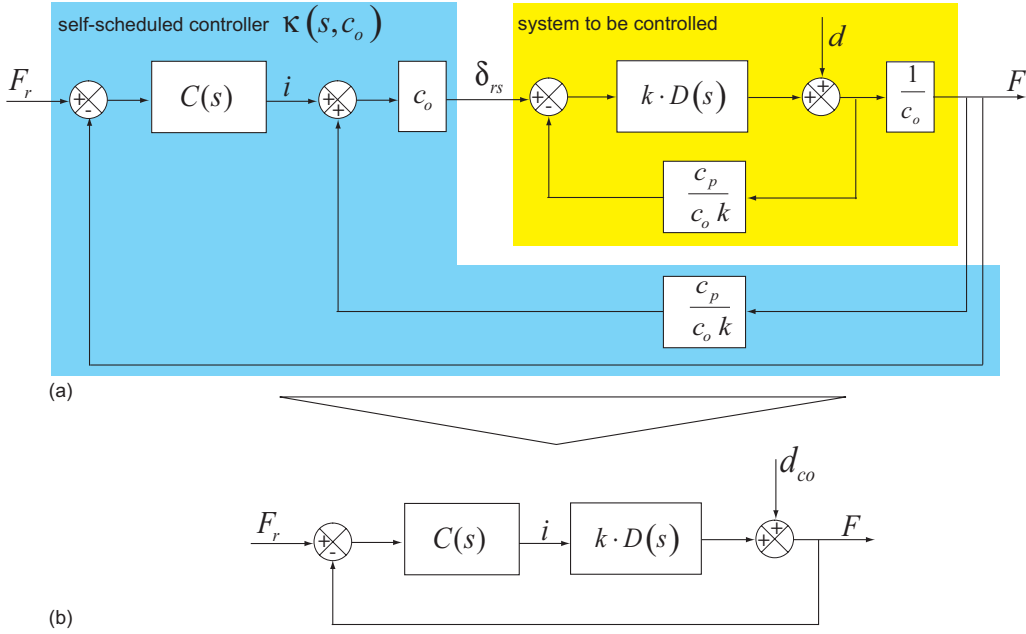 self-scheduled controller κ(s,c_o)
system to be controlled
F_r
+
-
C(s)
i
+
+
c_o
δ_rs
+
-
k · D(s)
d
+
+
1
c_o
F
c_p
c_o k
c_p
c_o k
(a)
F_r
+
-
C(s)
i
k · D(s)
d_co
+
+
F
(b)